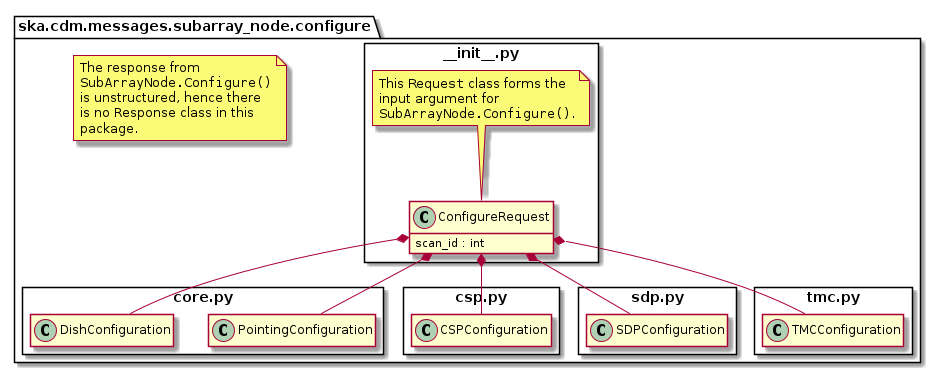 ska.cdm.messages.subarray_node.configure
__init__.py
The response from
SubArrayNode.Configure()
is unstructured, hence there
is no Response class in this
package.
This Request class forms the
input argument for
SubArrayNode.Configure().
C ConfigureRequest
scan_id : int
core.py
csp.py
sdp.py
tmc.py
C DishConfiguration
C PointingConfiguration
C CSPConfiguration
C SDPConfiguration
C TMCConfiguration